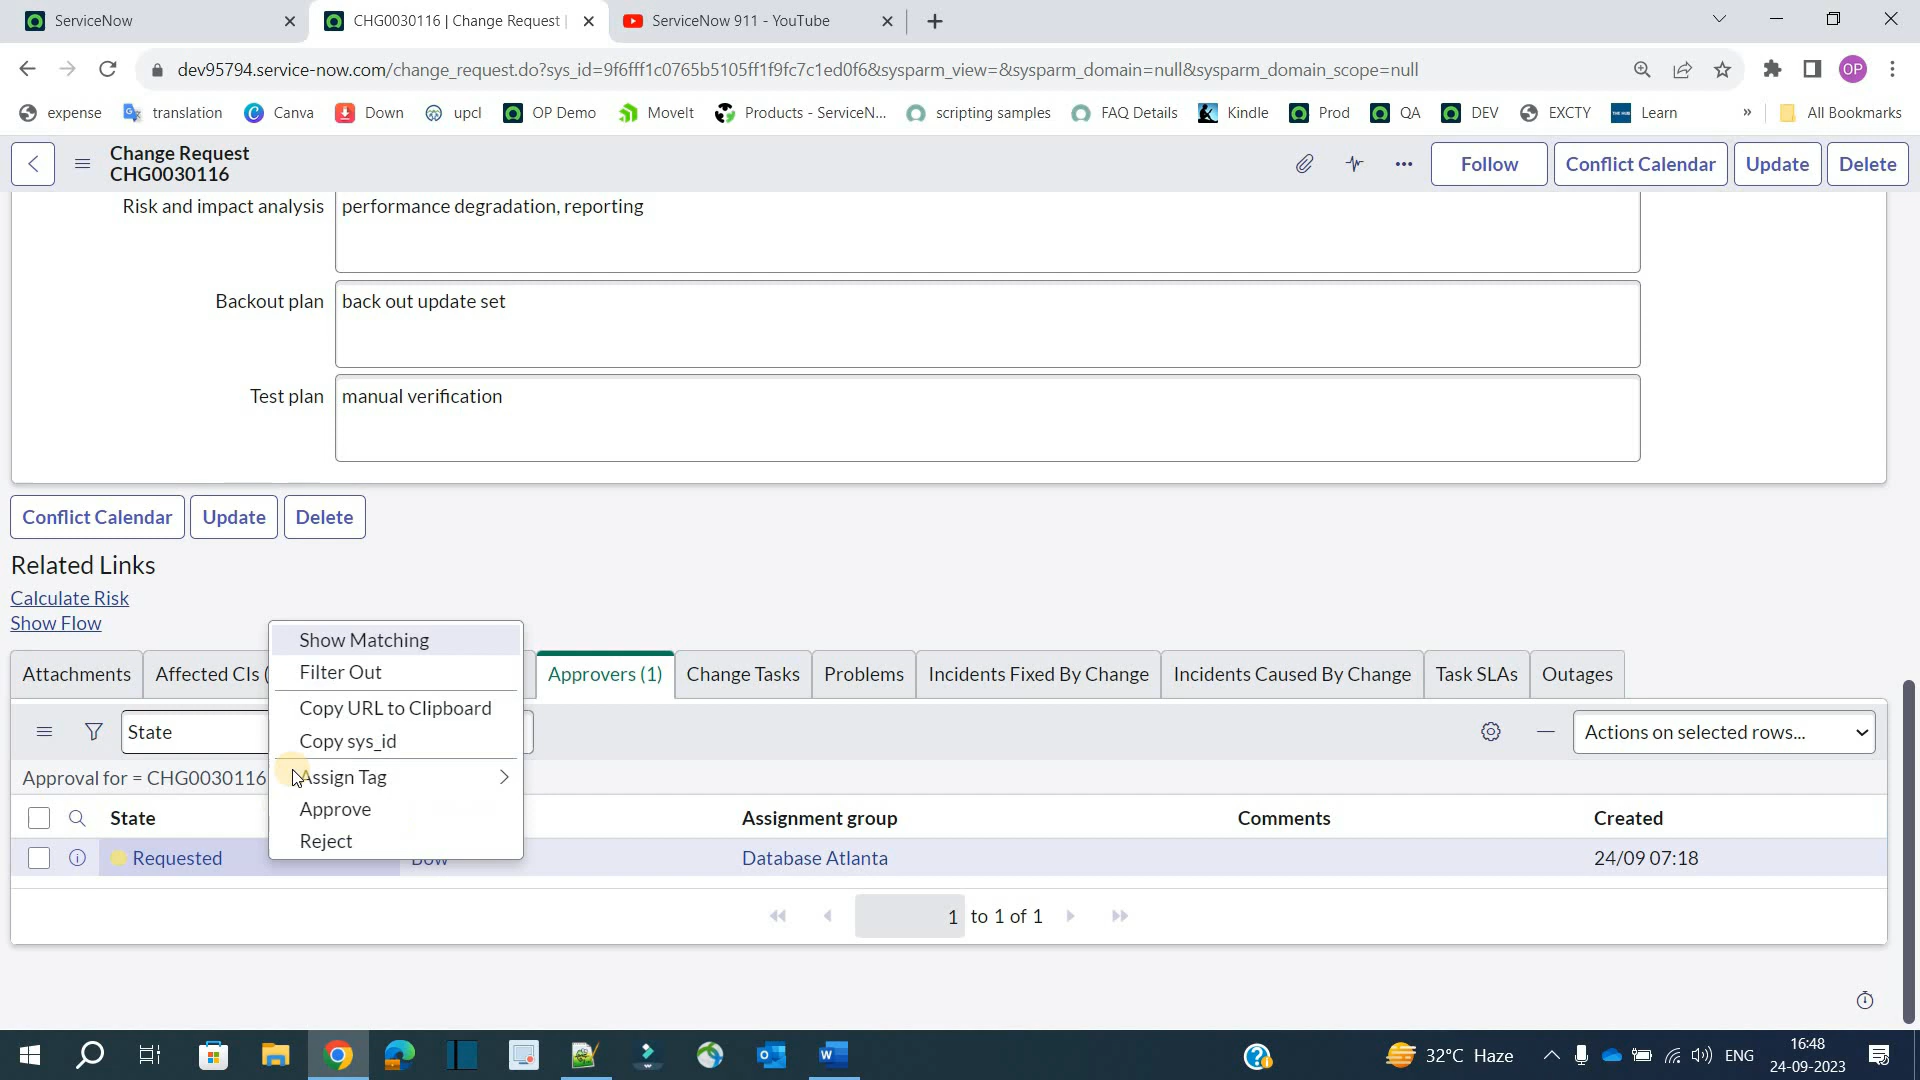 ServiceNow
CHG0030116 | Change Request |
ServiceNow 911 - YouTube
dev95794.service-now.com/change_request.do?sys_id=9f6fff1c0765b5105ff1f9fc7c1ed0f6&sysparm_view=&sysparm_domain=null&sysparm_domain_scope=null
OP
expense
translation
Canva
Down
upcl
OP Demo
MoveIt
Products - ServiceN...
scripting samples
FAQ Details
Kindle
Prod
QA
DEV
EXCTY
Learn
»
All Bookmarks
Change Request
CHG0030116
Follow
Conflict Calendar
Update
Delete
Risk and impact analysis
performance degradation, reporting
Backout plan
back out update set
Test plan
manual verification
Conflict Calendar
Update
Delete
Related Links
Calculate Risk
Show Flow
Show Matching
Filter Out
Copy URL to Clipboard
Copy sys_id
Assign Tag
Approve
Reject
Attachments
Affected CIs (
Approvers (1)
Change Tasks
Problems
Incidents Fixed By Change
Incidents Caused By Change
Task SLAs
Outages
State
Actions on selected rows...
Approval for = CHG0030116
State
Assignment group
Comments
Created
Requested
Database Atlanta
24/09 07:18
1 to 1 of 1
32°C Haze
ENG
16:48
24-09-2023